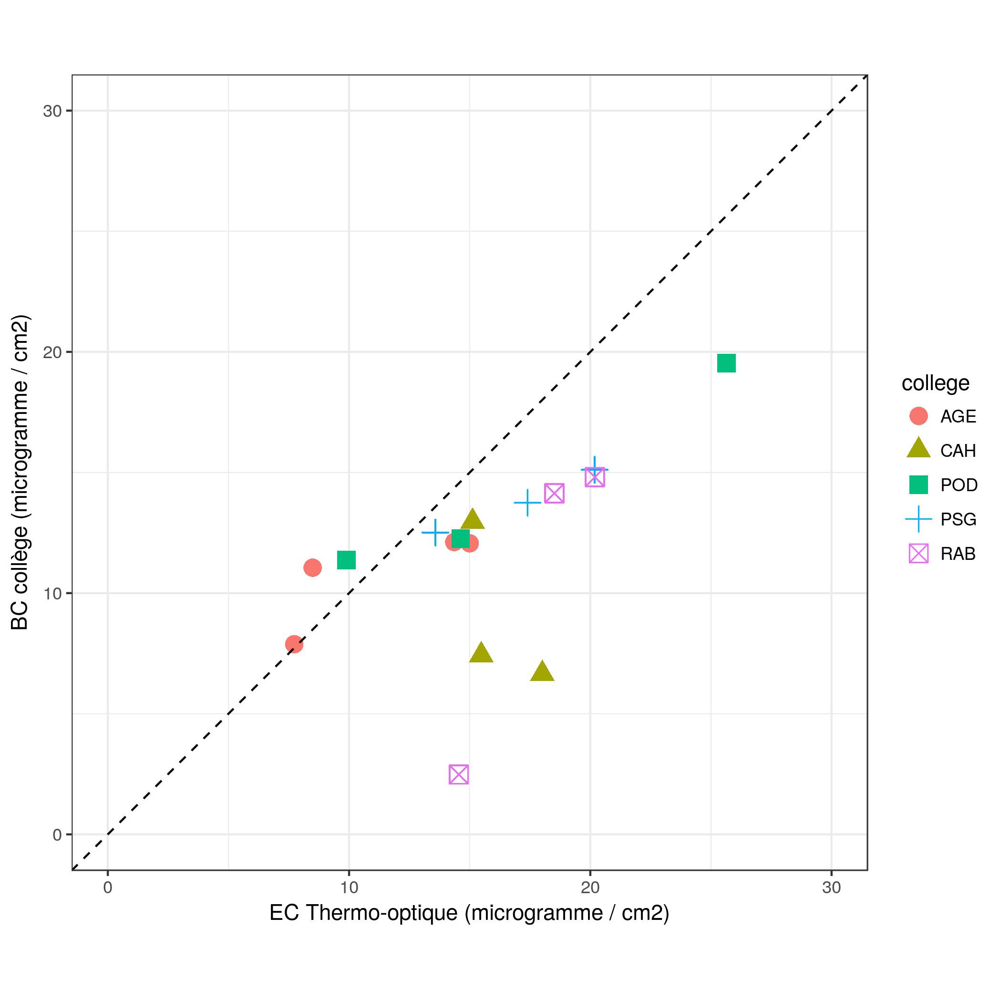 30
20
10
0
0 10 20 30
EC Thermo-optique (microgramme / cm2)
BC collège (microgramme / cm2)
college
AGE
CAH
POD
PSG
RAB